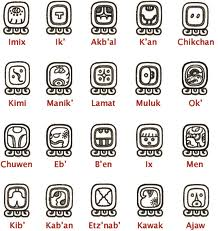 Imix Ik' Akb'al K'an Chikchan
Kimi Manik' Lamat Muluk Ok'
Chuwen Eb' B'en Ix Men
Kib' Kab'an Etz'nab' Kawak Ajaw